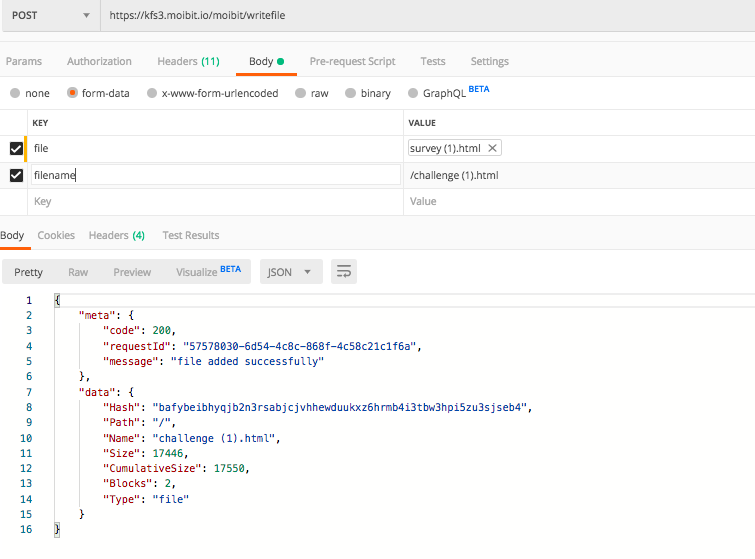 POST https://kfs3.moibit.io/moibit/writefile
Params Authorization Headers (11) Body Pre-request Script Tests Settings
none form-data x-www-form-urlencoded raw binary GraphQL BETA
KEY VALUE
file survey (1).html
filename /challenge (1).html
Key Value
Body Cookies Headers (4) Test Results
Pretty Raw Preview Visualize BETA JSON
1 {
2 "meta": {
3 "code": 200,
4 "requestId": "57578030-6d54-4c8c-868f-4c58c21c1f6a",
5 "message": "file added successfully"
6 },
7 "data": {
8 "Hash": "bafybeibhyqjb2n3rsabjcjvhhewduukxz6hrmb4i3tbw3hpi5zu3sjseb4",
9 "Path": "/",
10 "Name": "challenge (1).html",
11 "Size": 17446,
12 "CumulativeSize": 17550,
13 "Blocks": 2,
14 "Type": "file"
15 }
16 }